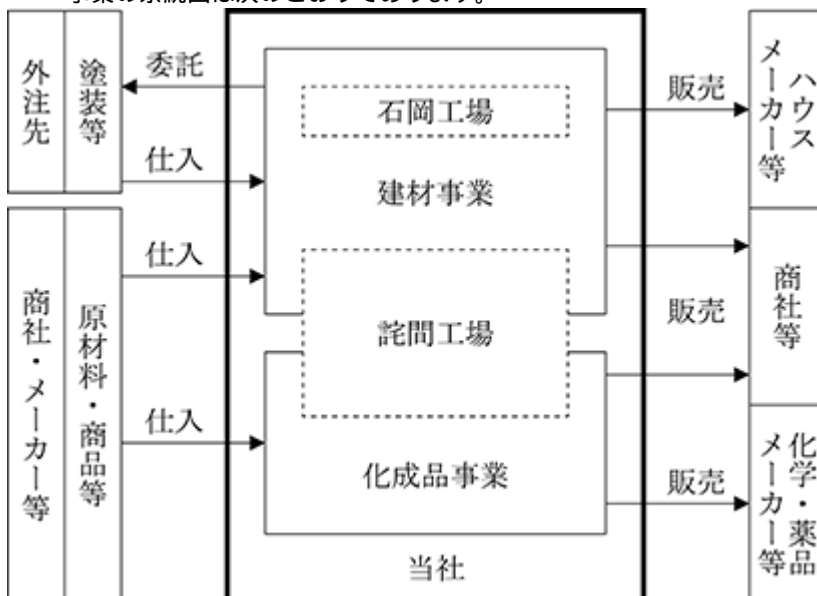 事業の系統図は次のとおりであります。
外注先
塗装等
委託
仕入
商社・メーカー等
原材料・商品等
仕入
仕入
石岡工場
建材事業
詫間工場
化成品事業
当社
販売
販売
販売
ハウス
メーカー等
商社等
化学・薬品
メーカー等